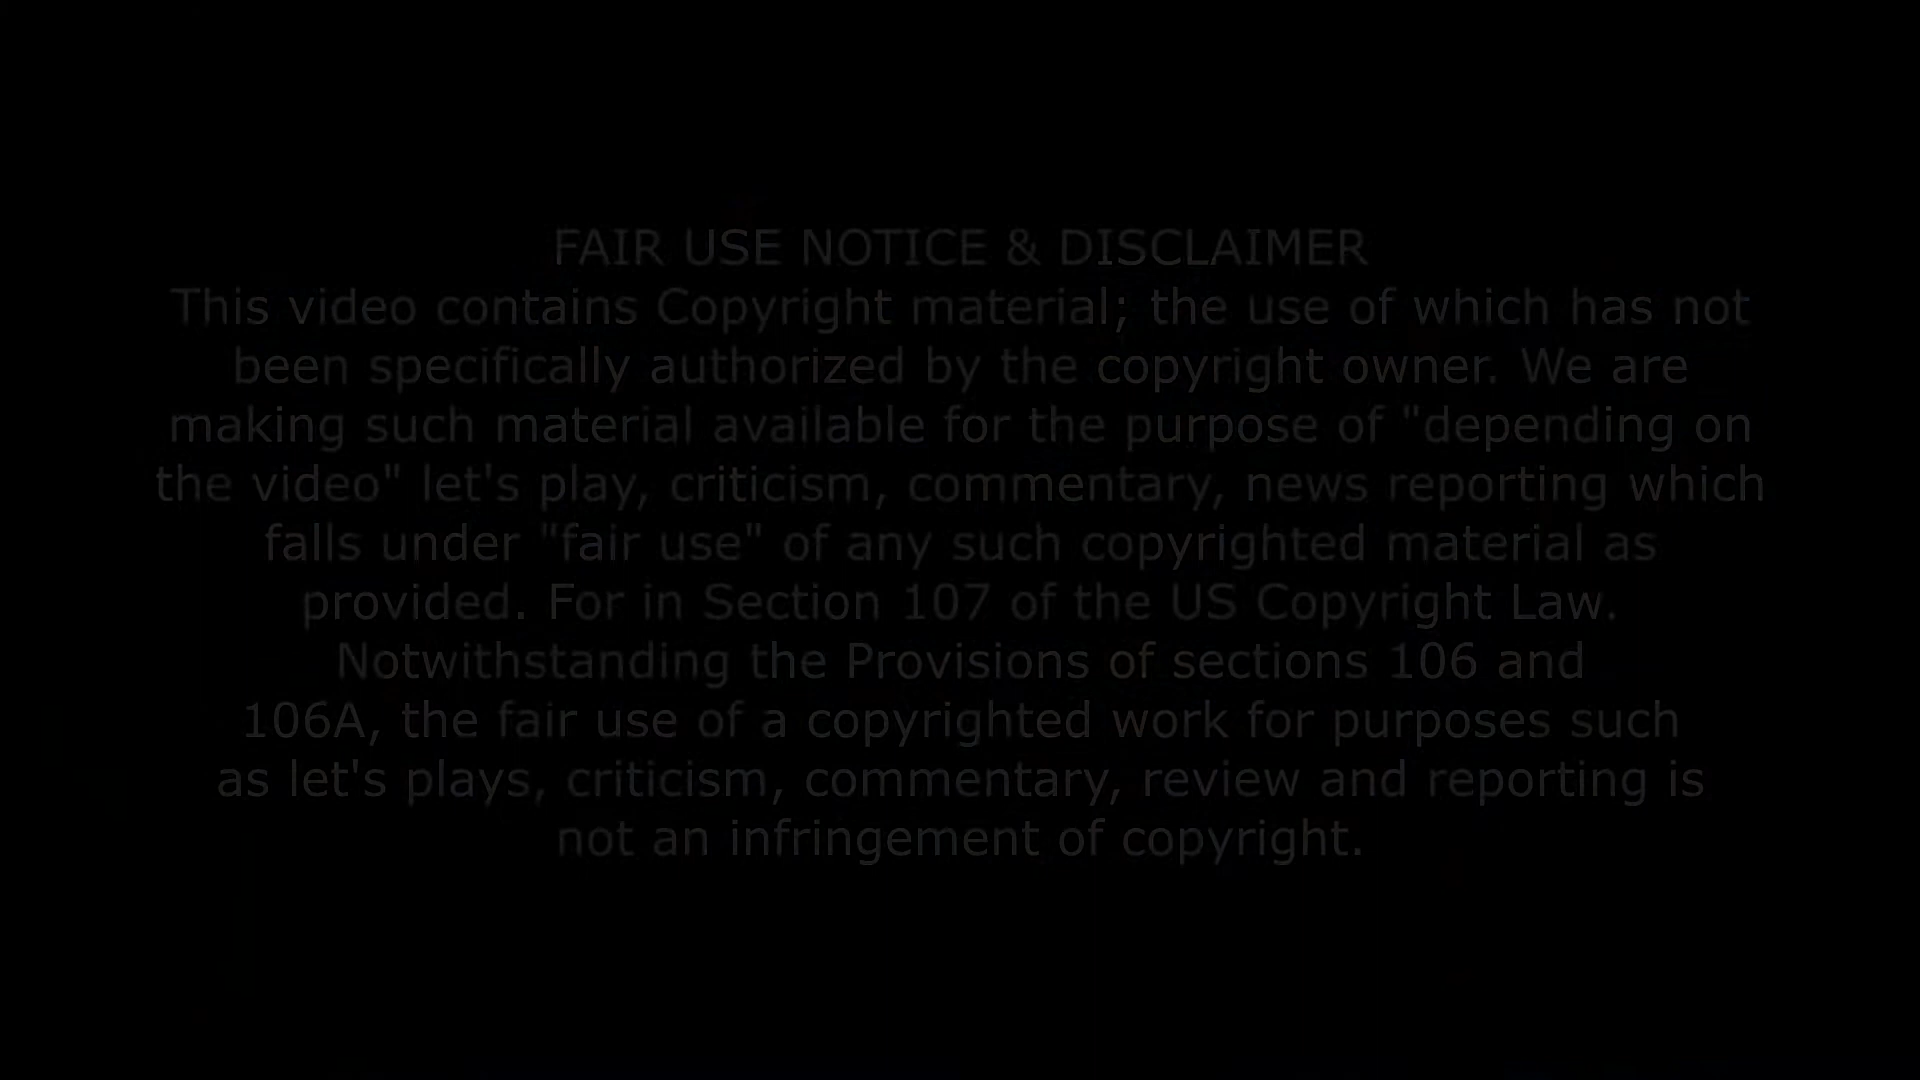 FAIR USE NOTICE & DISCLAIMER
This video contains Copyright material; the use of which has not
been specifically authorized by the copyright owner. We are
making such material available for the purpose of "depending on
the video" let's play, criticism, commentary, news reporting which
falls under "fair use" of any such copyrighted material as
provided. For in Section 107 of the US Copyright Law.
Notwithstanding the Provisions of sections 106 and
106A, the fair use of a copyrighted work for purposes such
as let's plays, criticism, commentary, review and reporting is
not an infringement of copyright.